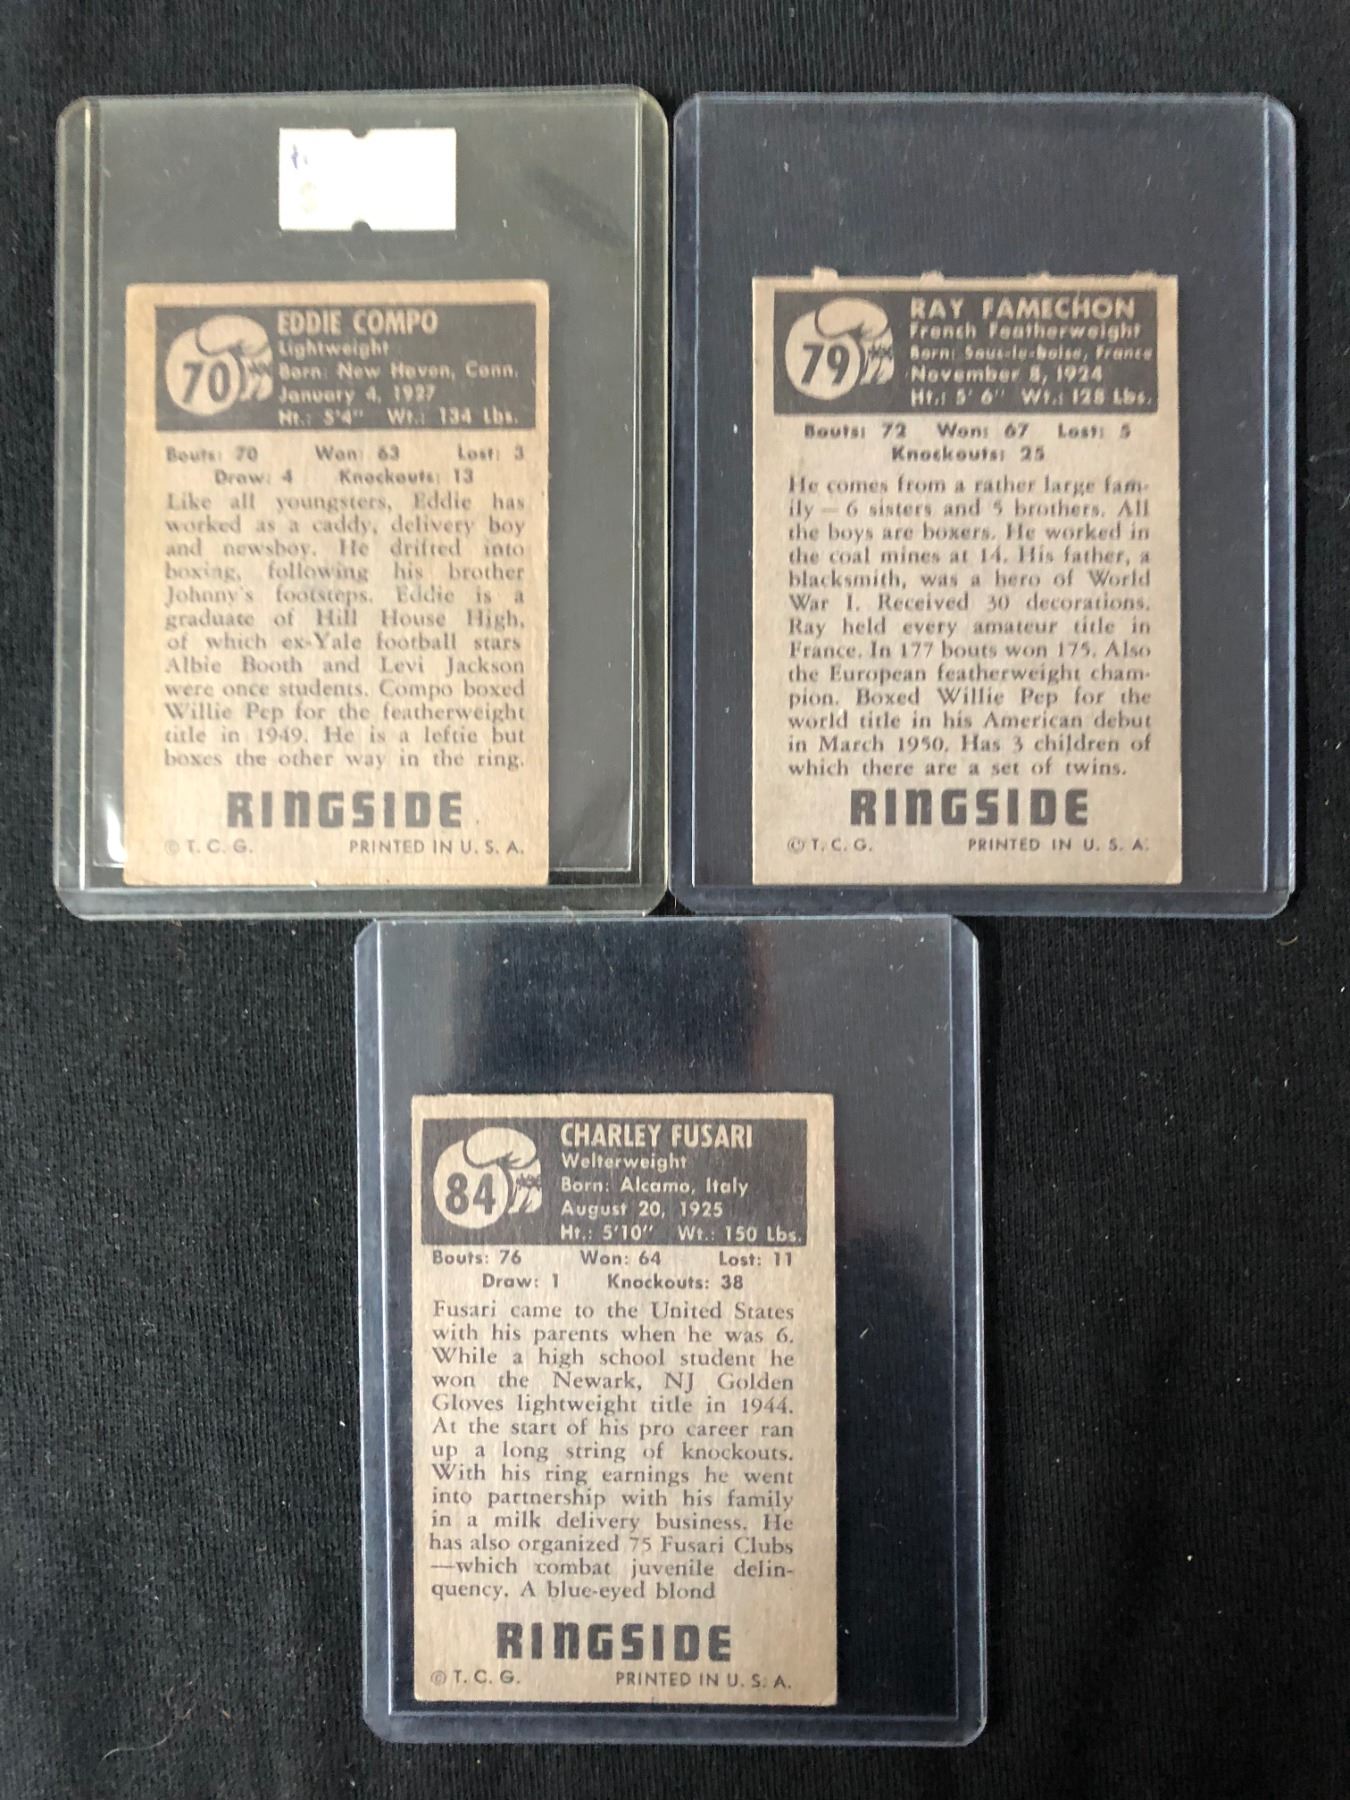 70
EDDIE COMPO
Lightweight
Born: New Haven, Conn.
January 4, 1927
Ht.: 5'4" Wt.: 134 Lbs.
Bouts: 70 Won: 63 Lost: 3
Draw: 4 Knockouts: 13
Like all youngsters, Eddie has
worked as a caddy, delivery boy
and newsboy. He drifted into
boxing, following his brother
Johnny's footsteps. Eddie is a
graduate of Hill House High,
of which ex-Yale football stars
Albie Booth and Levi Jackson
were once students. Compo boxed
Willie Pep for the featherweight
title in 1949. He is a leftie but
boxes the other way in the ring.
RINGSIDE
© T. C. G. PRINTED IN U. S. A.
79
RAY FAMECHON
French Featherweight
Born: Sous-le-boise, France
November 8, 1924
Ht.: 5' 6" Wt.: 128 Lbs.
Bouts: 72 Won: 67 Lost: 5
Knockouts: 25
He comes from a rather large fam-
ily — 6 sisters and 5 brothers. All
the boys are boxers. He worked in
the coal mines at 14. His father, a
blacksmith, was a hero of World
War I. Received 30 decorations.
Ray held every amateur title in
France. In 177 bouts won 175. Also
the European featherweight cham-
pion. Boxed Willie Pep for the
world title in his American debut
in March 1950. Has 3 children of
which there are a set of twins.
RINGSIDE
© T. C. G. PRINTED IN U. S. A.
84
CHARLEY FUSARI
Welterweight
Born: Alcamo, Italy
August 20, 1925
Ht.: 5'10" Wt.: 150 Lbs.
Bouts: 76 Won: 64 Lost: 11
Draw: 1 Knockouts: 38
Fusari came to the United States
with his parents when he was 6.
While a high school student he
won the Newark, NJ Golden
Gloves lightweight title in 1944.
At the start of his pro career ran
up a long string of knockouts.
With his ring earnings he went
into partnership with his family
in a milk delivery business. He
has also organized 75 Fusari Clubs
—which combat juvenile delin-
quency. A blue-eyed blond
RINGSIDE
© T. C. G. PRINTED IN U. S. A.